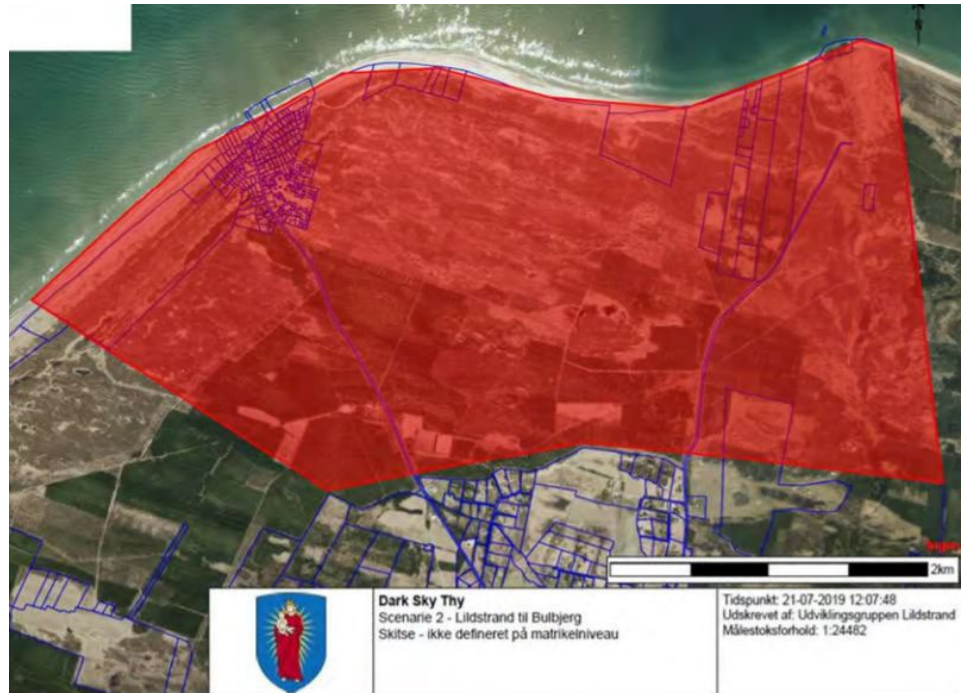 N
Ingen
2km
Dark Sky Thy
Scenarie 2 - Lildstrand til Bulbjerg
Skitse - ikke defineret på matrikelniveau
Tidspunkt: 21-07-2019 12:07:48
Udskrevet af: Udviklingsgruppen Lildstrand
Målestoksforhold: 1:24482